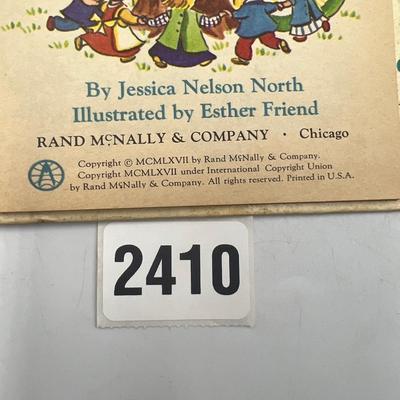 By Jessica Nelson North
Illustrated by Esther Friend
RAND McNALLY & COMPANY · Chicago
Copyright © MCMLXVII by Rand McNally & Company.
Copyright MCMLXVII under International Copyright Union
by Rand McNally & Company. All rights reserved. Printed in U.S.A.
2410